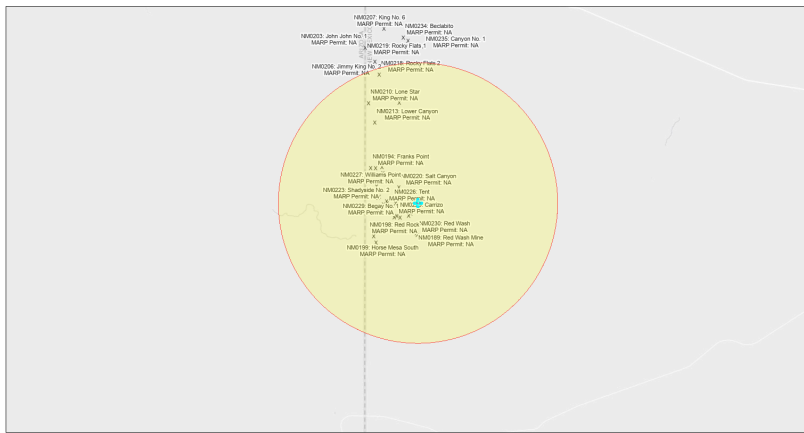 NM0207: King No. 6
MARP Permit: NA
NM0234: Beclabito
MARP Permit: NA
NM0203: John John No. 1
MARP Permit: NA
NM0235: Canyon No. 1
MARP Permit: NA
NM0219: Rocky Flats 1
MARP Permit: NA
NM0206: Jimmy King No.
MARP Permit: NA
NM0218: Rocky Flats 2
MARP Permit: NA
NM0210: Lone Star
MARP Permit: NA
NM0213: Lower Canyon
MARP Permit: NA
NM0194: Franks Point
MARP Permit: NA
NM0227: Williams Point
MARP Permit: NA
NM0220: Salt Canyon
MARP Permit: NA
NM0223: Shadyside No. 2
MARP Permit: NA
NM0226: Tent
MARP Permit: NA
NM0229: Begay No.
MARP Permit: NA
Carrizo
MARP Permit: NA
NM0198: Red Rock
MARP Permit: NA
NM0230: Red Wash
MARP Permit: NA
NM0189: Red Wash Mine
MARP Permit: NA
NM0199: Horse Mesa South
MARP Permit: NA